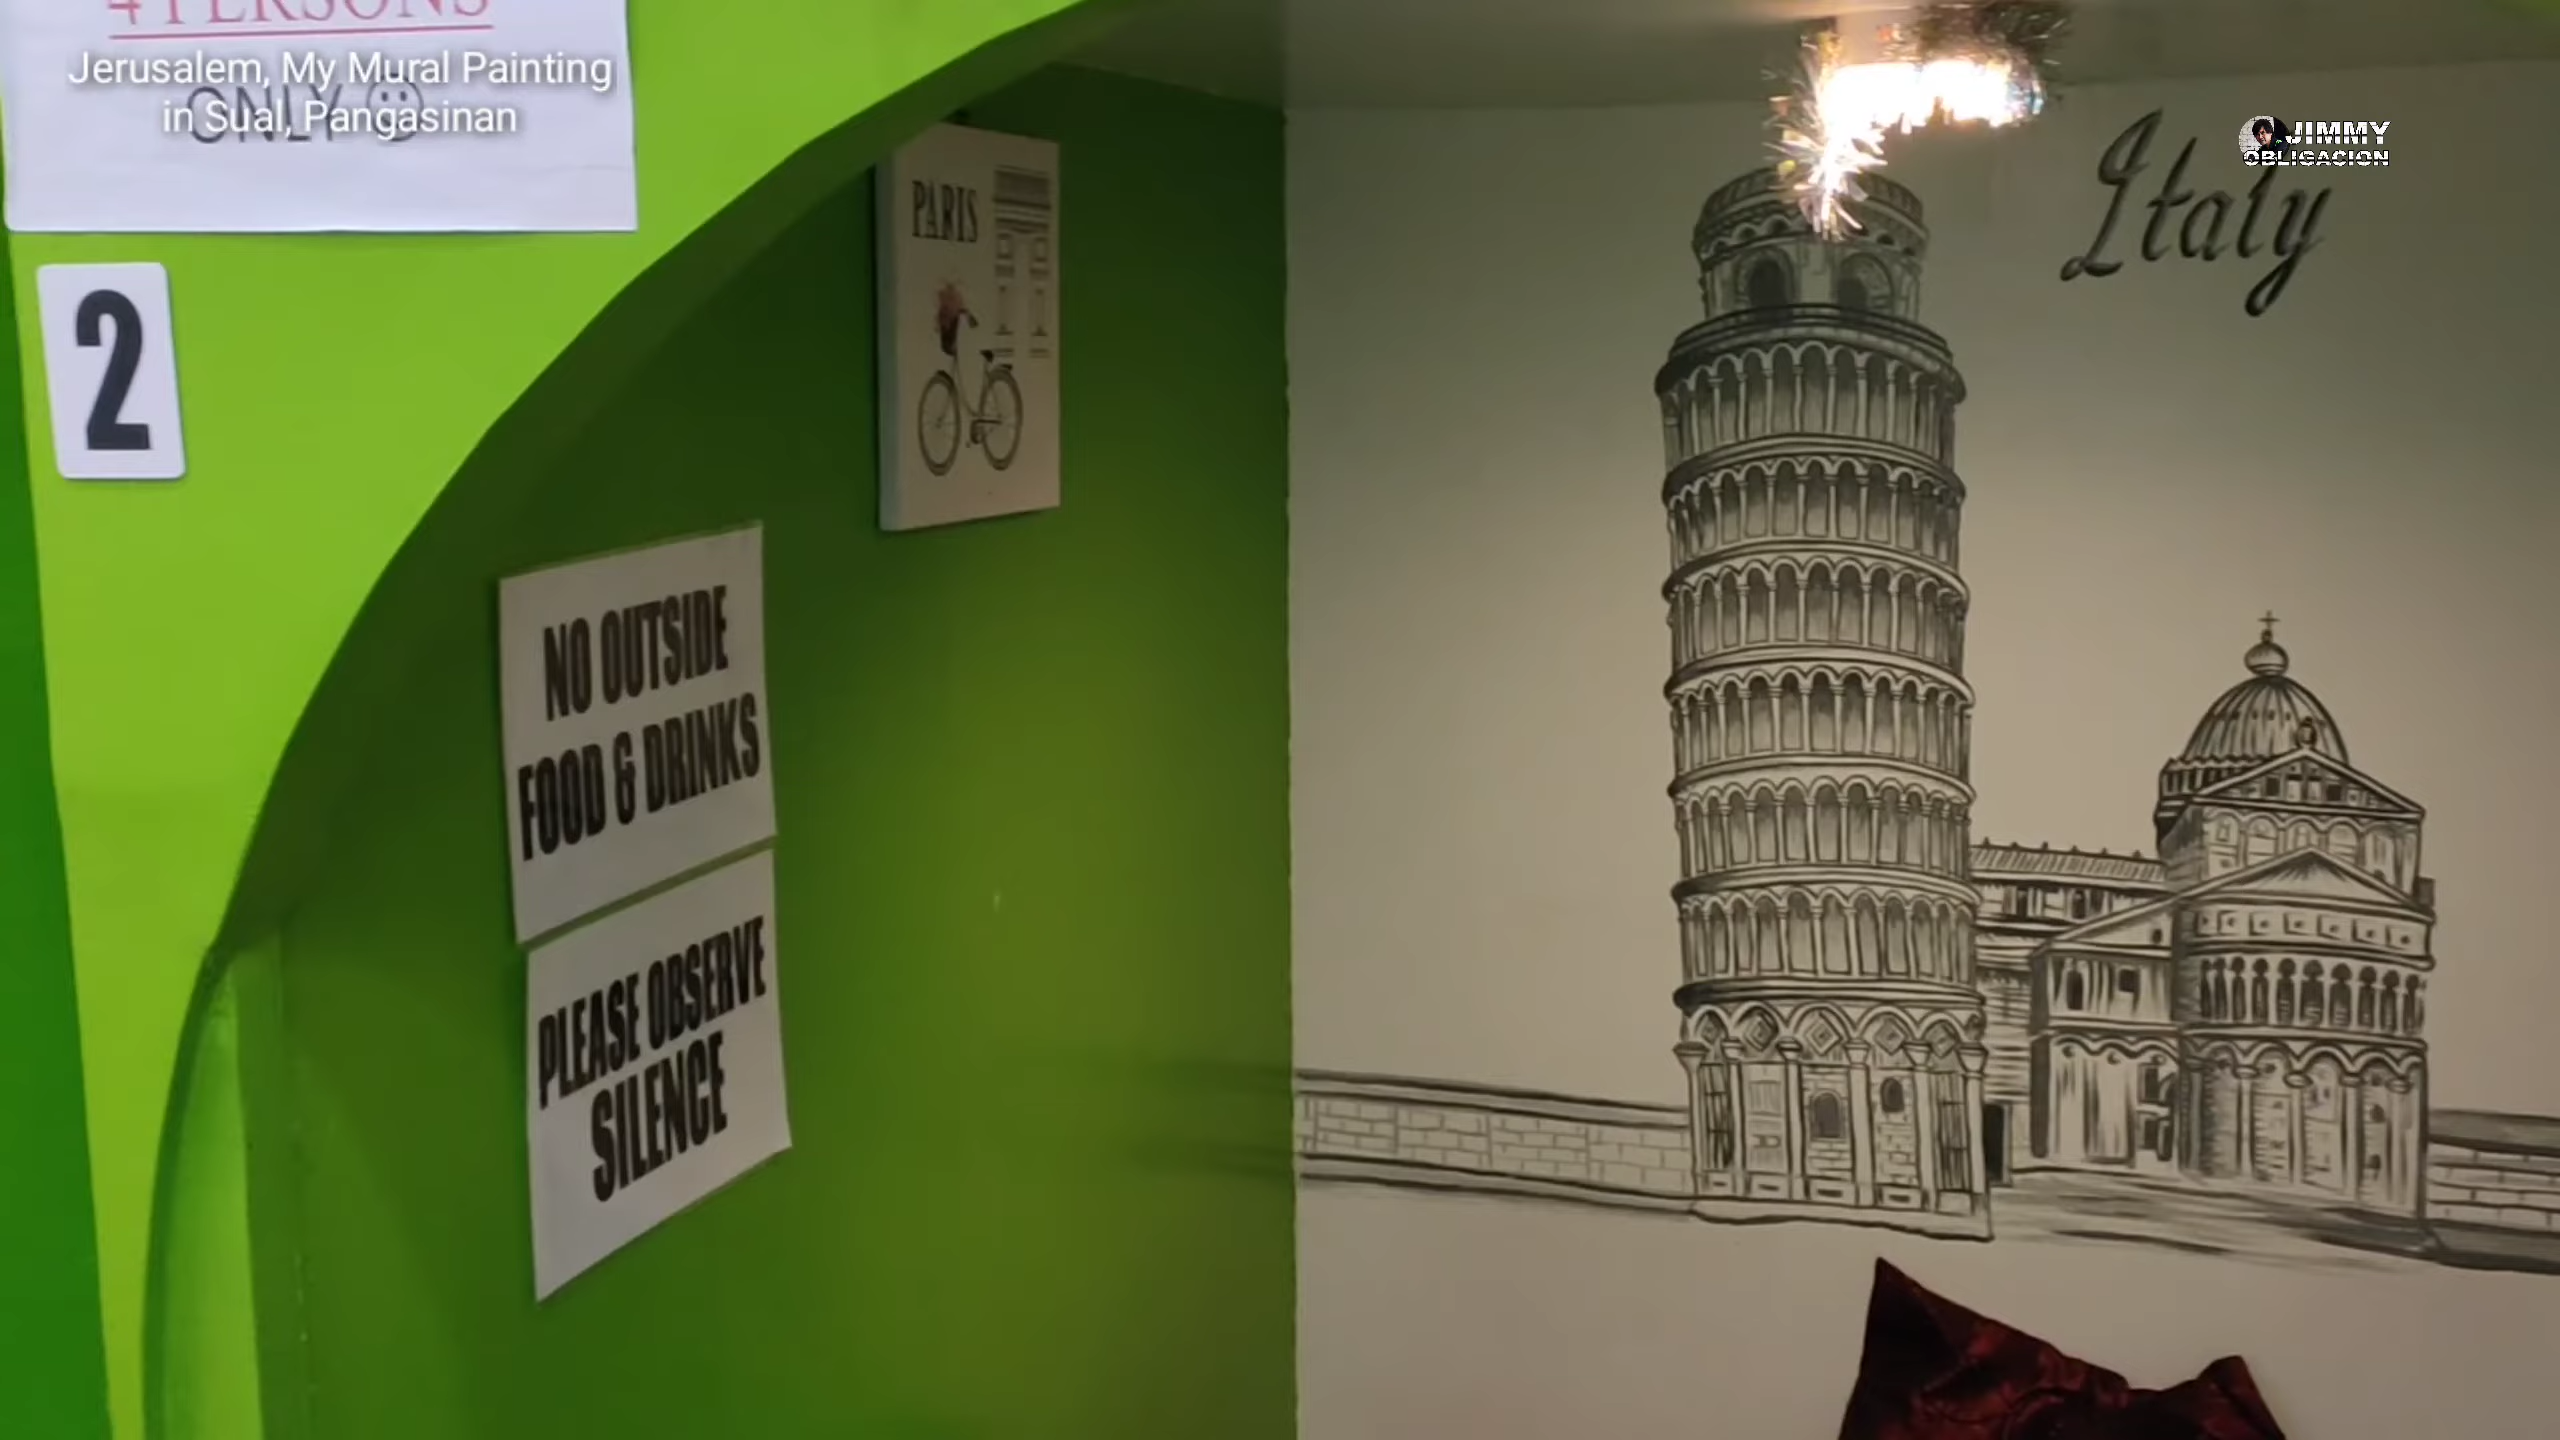 4 PERSONS
ONLY
Jerusalem, My Mural Painting
in Sual, Pangasinan
2
PARIS
NO OUTSIDE
FOOD & DRINKS
PLEASE OBSERVE
SILENCE
Italy
JIMMY
OBLIGACION